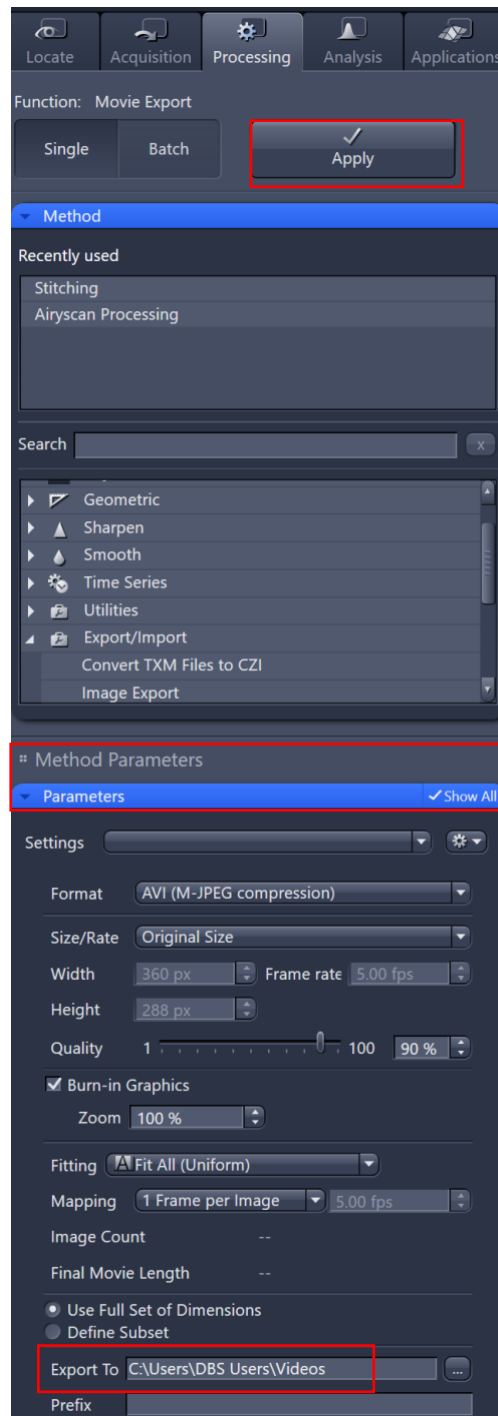 Locate Acquisition Processing Analysis Applications
Function: Movie Export
Single Batch Apply
Method
Recently used
Stitching
Airyscan Processing
Search x
Geometric
Sharpen
Smooth
Time Series
Utilities
Export/Import
Convert TXM Files to CZI
Image Export
Method Parameters
Parameters Show All
Settings
Format AVI (M-JPEG compression)
Size/Rate Original Size
Width 360 px Frame rate 5.00 fps
Height 288 px
Quality 1 100 90 %
Burn-in Graphics
Zoom 100 %
Fitting Fit All (Uniform)
Mapping 1 Frame per Image 5.00 fps
Image Count --
Final Movie Length --
Use Full Set of Dimensions
Define Subset
Export To C:\Users\DBS Users\Videos ...
Prefix